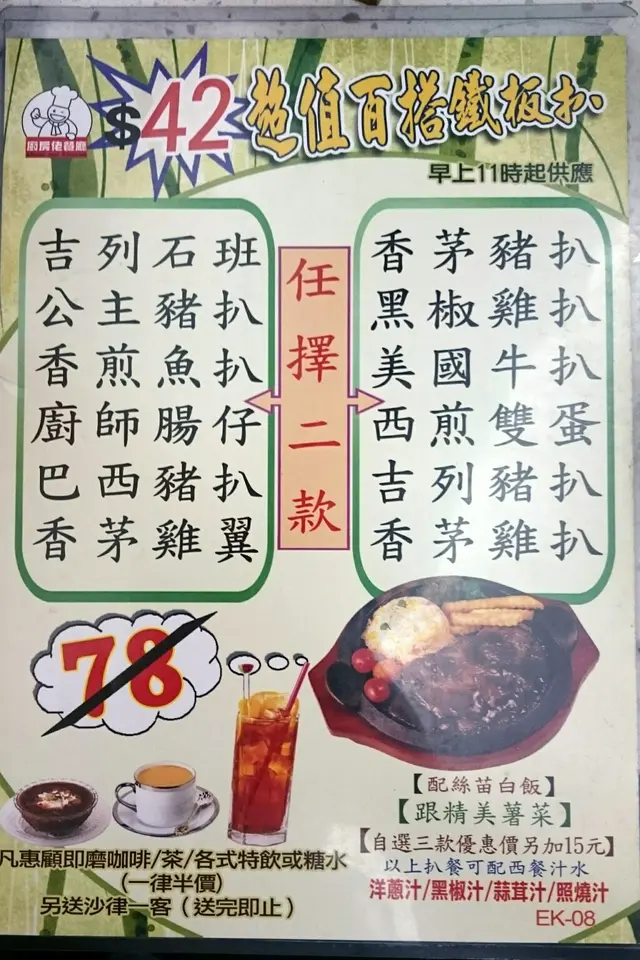 廚房佬餐廳
$42 超值百搭鐵板扒
早上11時起供應
吉列石班
公主豬扒
香煎魚扒
廚師腸仔
巴西豬扒
香茅雞翼
任擇二款
香茅豬扒
黑椒雞扒
美國牛扒
西煎雙蛋
吉列豬扒
香茅雞扒
78
【配絲苗白飯】
【跟精美薯菜】
【自選三款優惠價另加15元】
以上扒餐可配西餐汁水
洋蔥汁/黑椒汁/蒜茸汁/照燒汁
EK-08
凡惠顧即磨咖啡/茶/各式特飲或糖水
(一律半價)
另送沙律一客(送完即止)